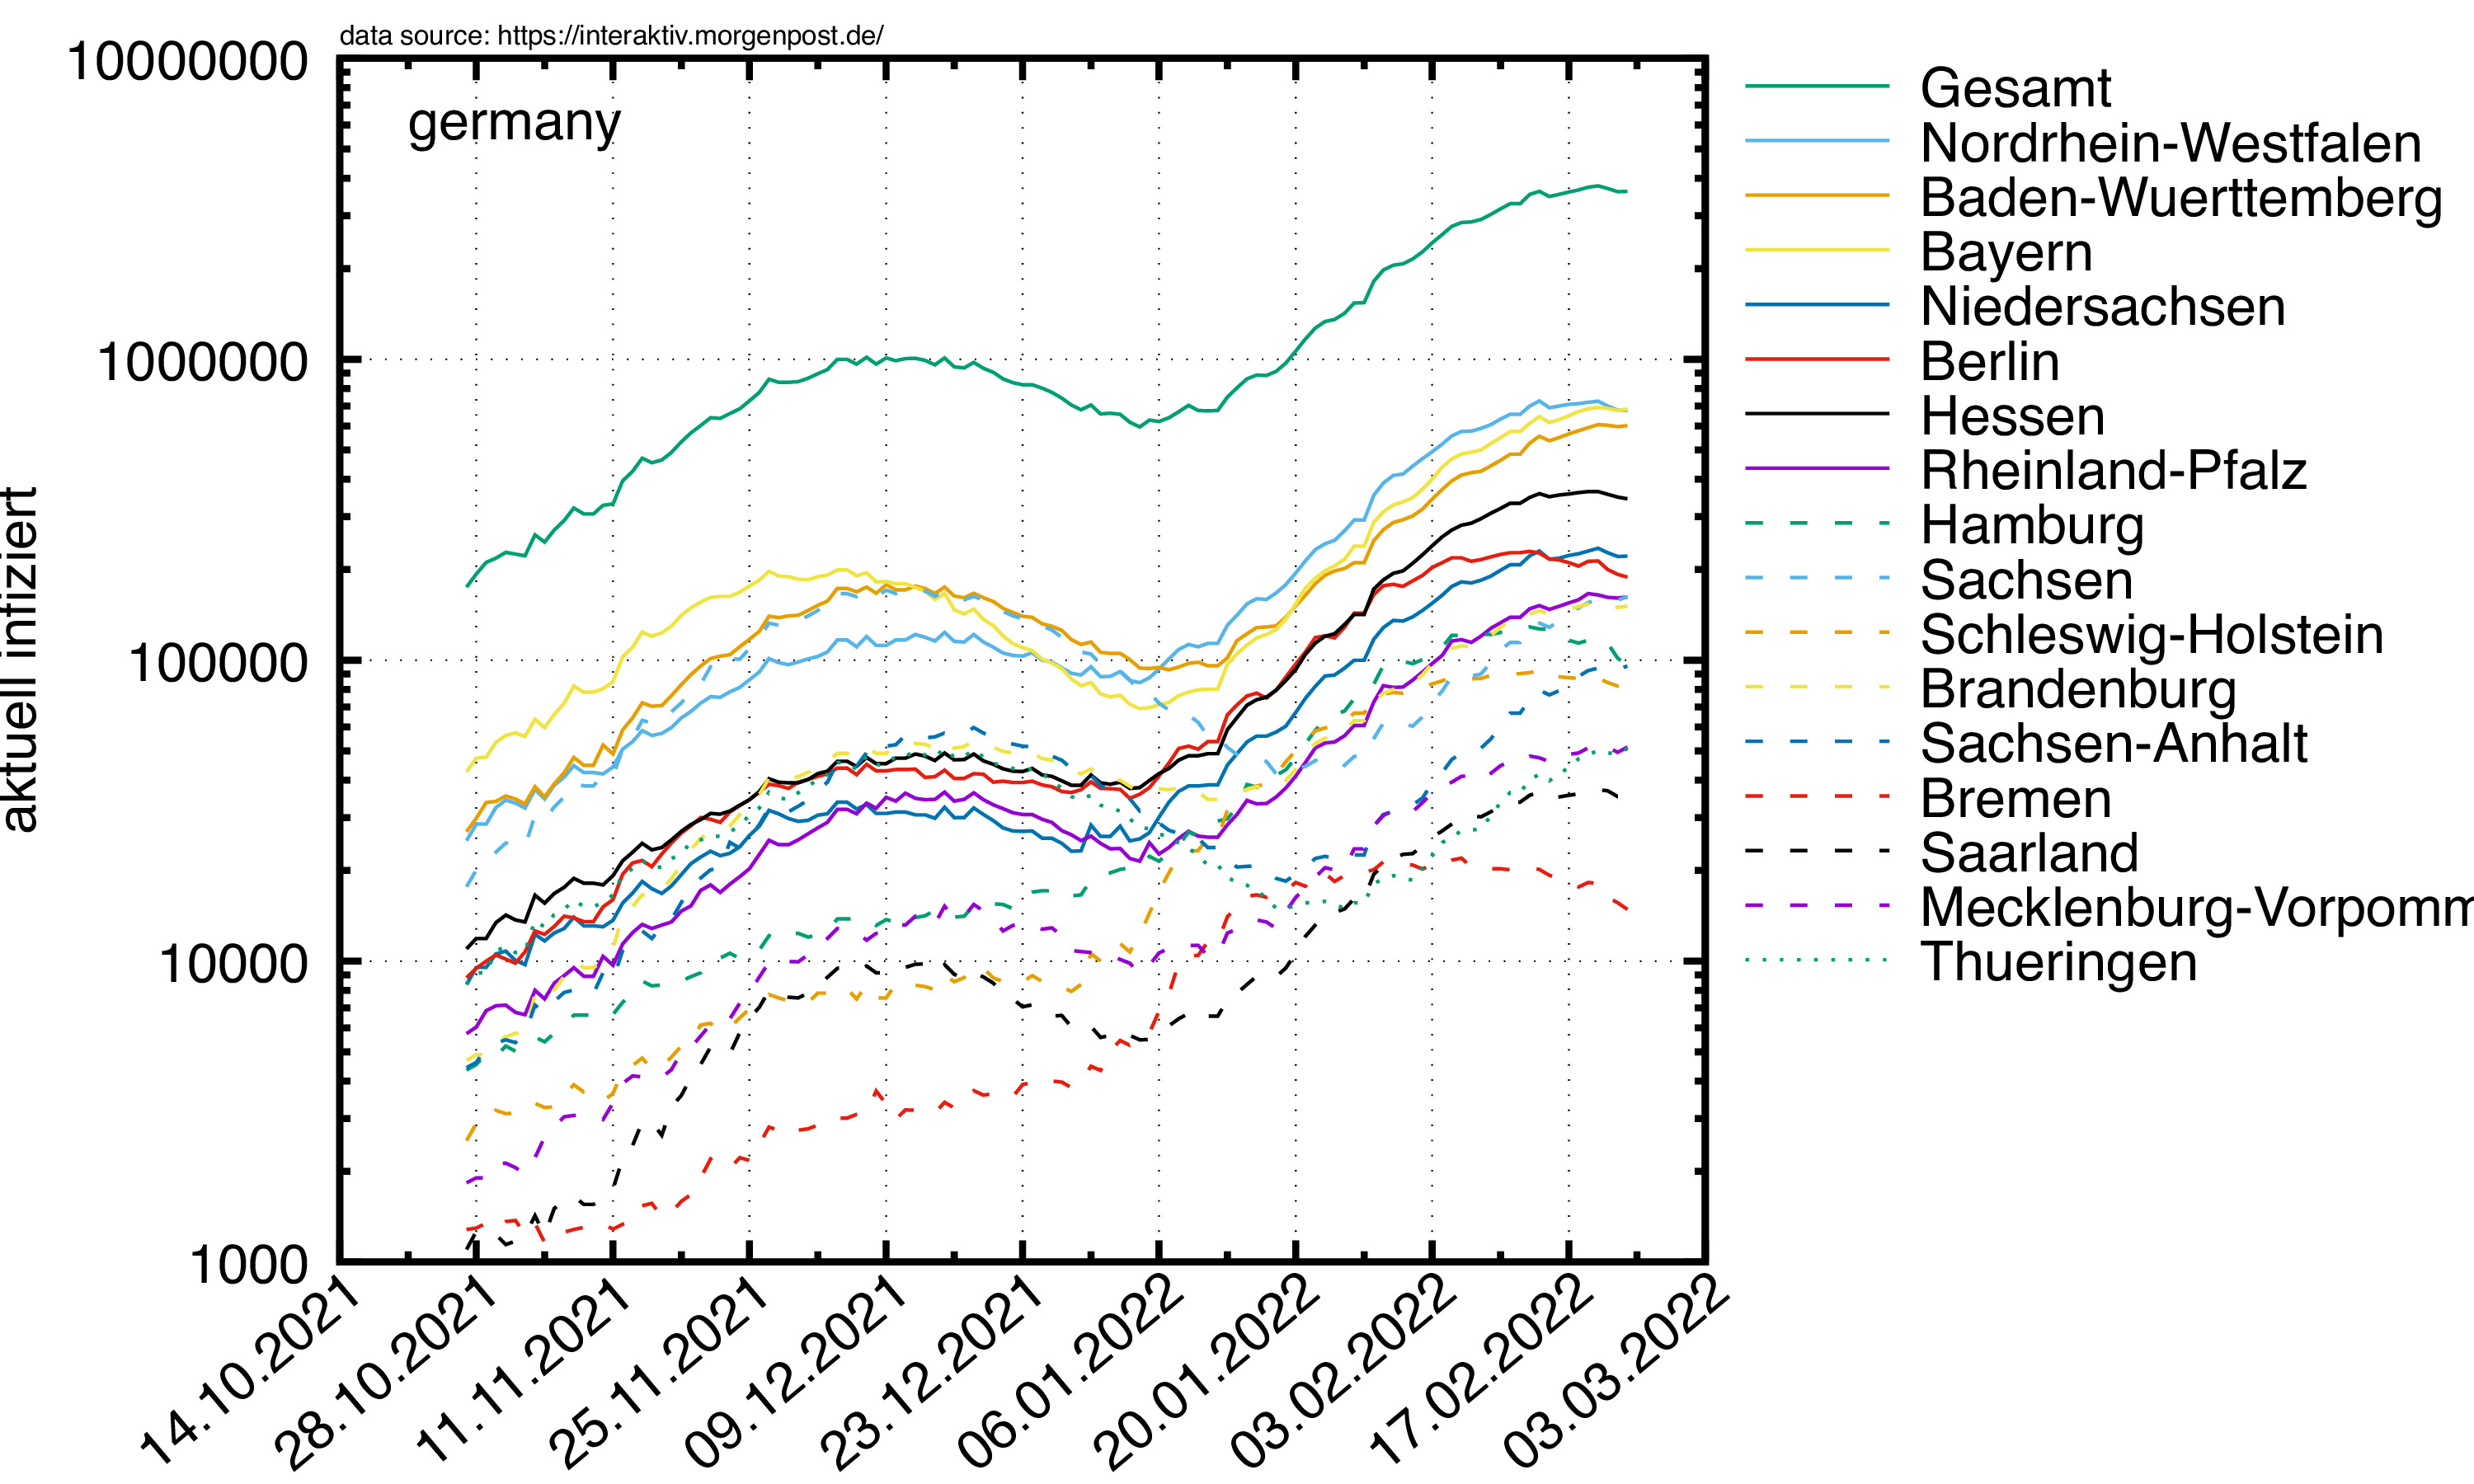 data source: https://interaktiv.morgenpost.de/
germany
aktuell infiziert
10000000
1000000
100000
10000
1000
14.10.2021
28.10.2021
11.11.2021
25.11.2021
09.12.2021
23.12.2021
06.01.2022
20.01.2022
03.02.2022
17.02.2022
03.03.2022
Gesamt
Nordrhein-Westfalen
Baden-Wuerttemberg
Bayern
Niedersachsen
Berlin
Hessen
Rheinland-Pfalz
Hamburg
Sachsen
Schleswig-Holstein
Brandenburg
Sachsen-Anhalt
Bremen
Saarland
Mecklenburg-Vorpomm
Thueringen